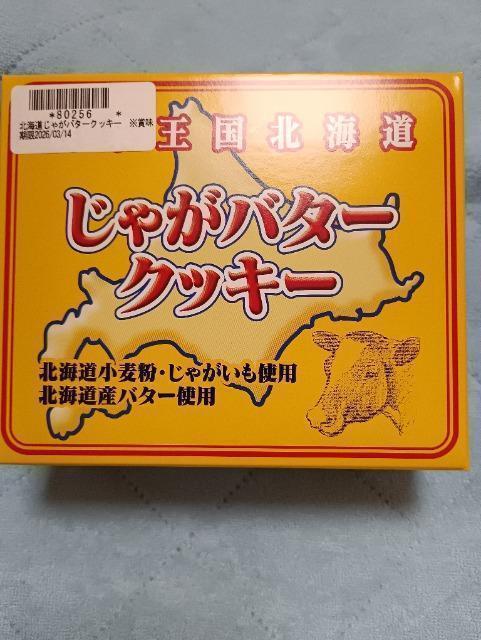 *80256 *
北海道じゃがバタークッキー ※賞味
期限2026/03/14
王国北海道
じゃがバター
クッキー
北海道小麦粉・じゃがいも使用
北海道産バター使用